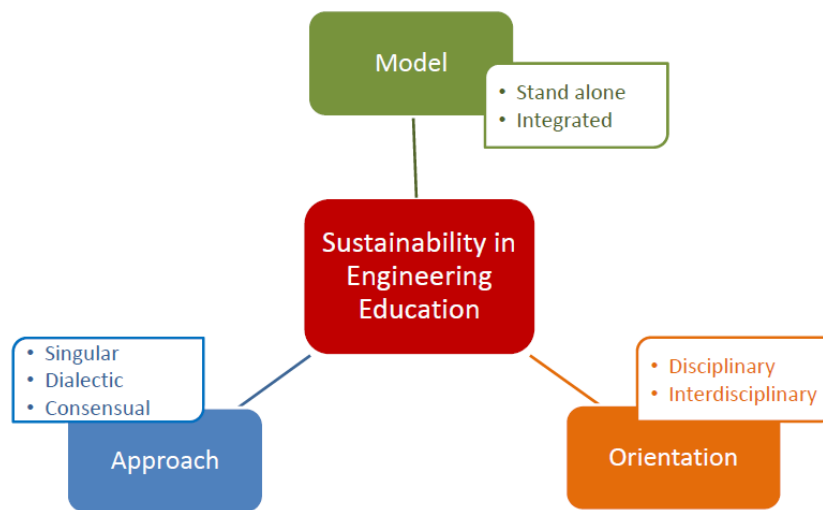 Model
• Stand alone
• Integrated
Sustainability in
Engineering
Education
• Singular
• Dialectic
• Consensual
Approach
• Disciplinary
• Interdisciplinary
Orientation